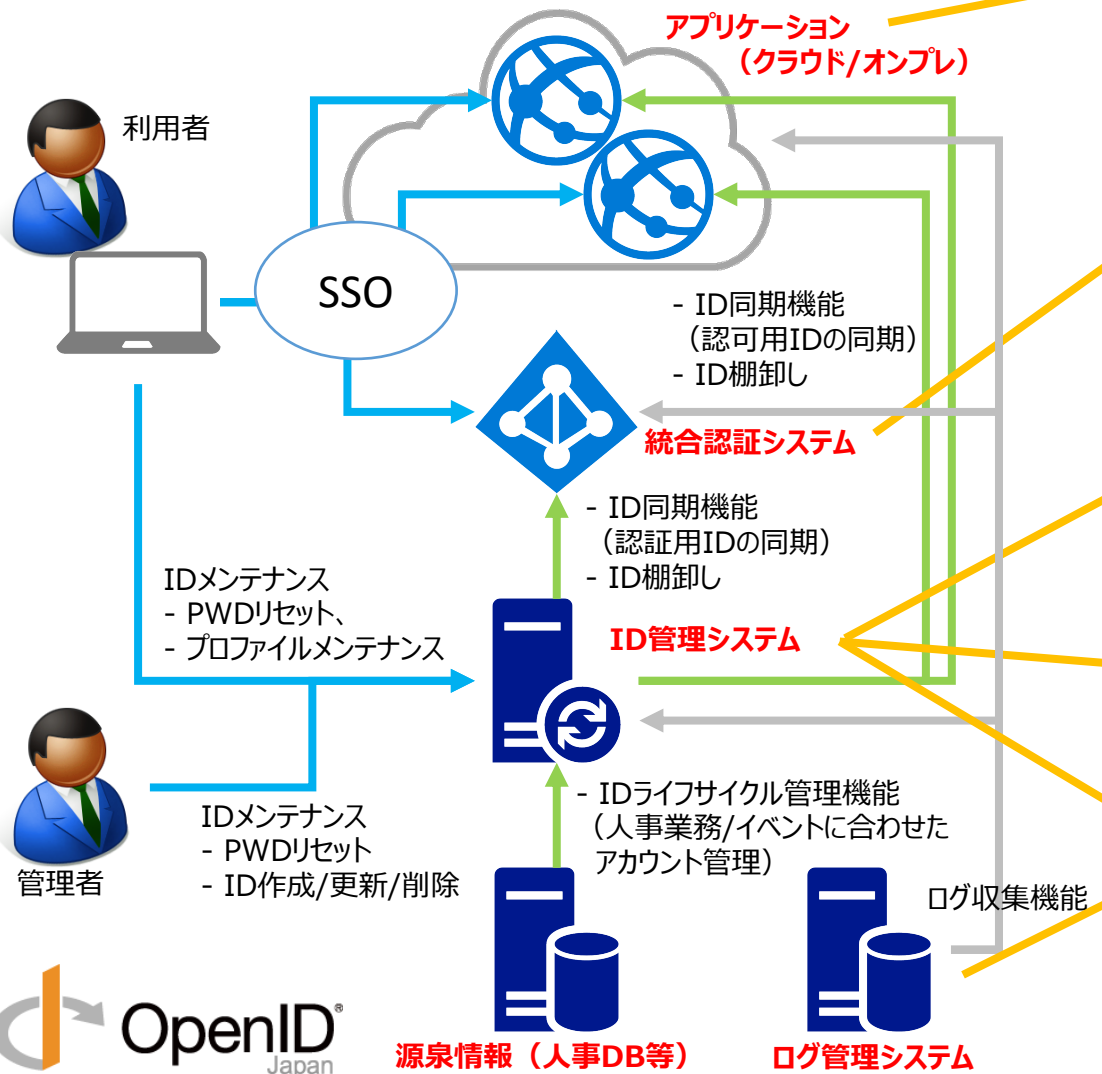 アプリケーション
（クラウド/オンプレ）
利用者
SSO
- ID同期機能
（認可用IDの同期）
- ID棚卸し
統合認証システム
- ID同期機能
（認証用IDの同期）
- ID棚卸し
IDメンテナンス
- PWDリセット、
- プロファイルメンテナンス
ID管理システム
管理者
IDメンテナンス
- PWDリセット
- ID作成/更新/削除
- IDライフサイクル管理機能
（人事業務/イベントに合わせた
アカウント管理）
ログ収集機能
OpenID®
Japan
源泉情報（人事DB等）
ログ管理システム